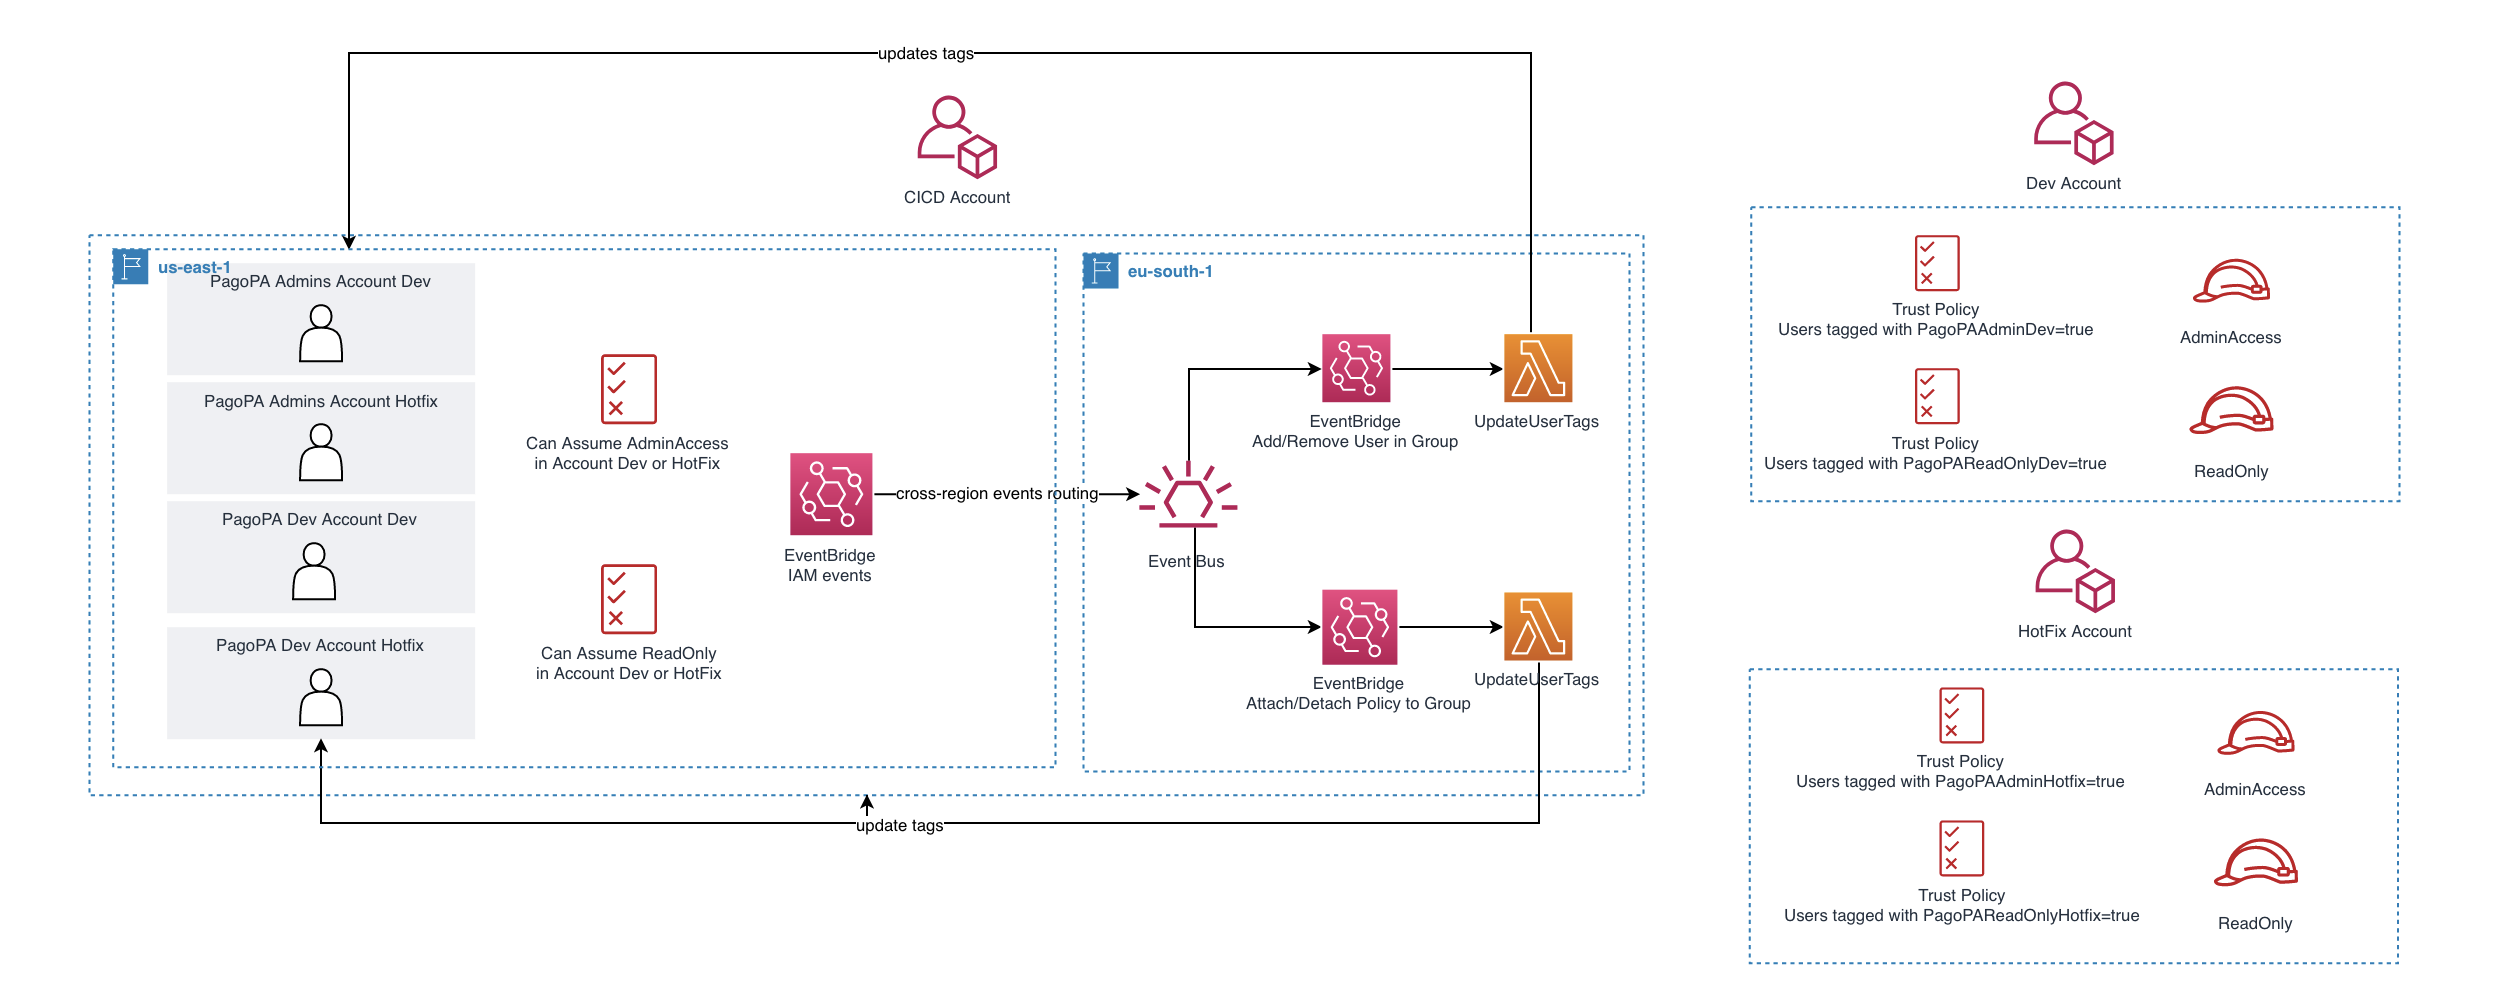 updates tags
CICD Account
us-east-1
PagoPA Admins Account Dev
PagoPA Admins Account Hotfix
PagoPA Dev Account Dev
PagoPA Dev Account Hotfix
Can Assume AdminAccess
in Account Dev or HotFix
Can Assume ReadOnly
in Account Dev or HotFix
EventBridge
IAM events
cross-region events routing
eu-south-1
Event Bus
EventBridge
Add/Remove User in Group
UpdateUserTags
EventBridge
Attach/Detach Policy to Group
UpdateUserTags
update tags
Dev Account
Trust Policy
Users tagged with PagoPAAdminDev=true
AdminAccess
Trust Policy
Users tagged with PagoPAReadOnlyDev=true
ReadOnly
HotFix Account
Trust Policy
Users tagged with PagoPAAdminHotfix=true
AdminAccess
Trust Policy
Users tagged with PagoPAReadOnlyHotfix=true
ReadOnly